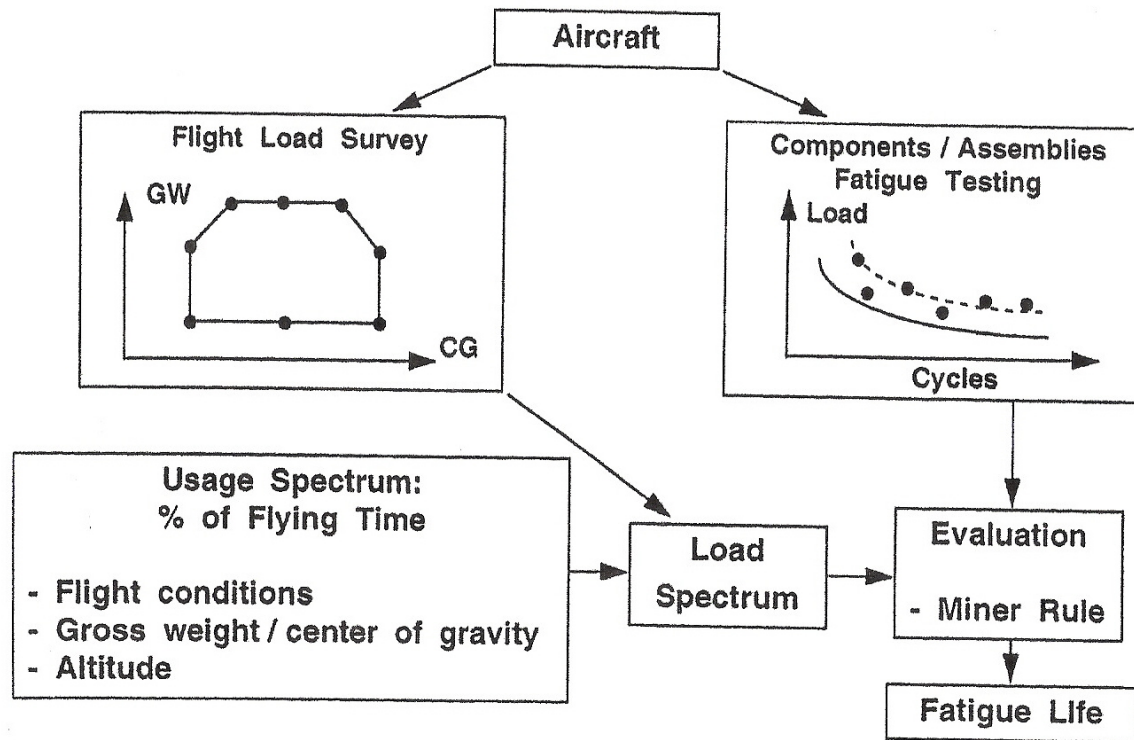 Aircraft
Flight Load Survey
GW
CG
Components / Assemblies
Fatigue Testing
Load
Cycles
Usage Spectrum:
% of Flying Time
- Flight conditions
- Gross weight / center of gravity
- Altitude
Load
Spectrum
Evaluation
- Miner Rule
Fatigue LIfe